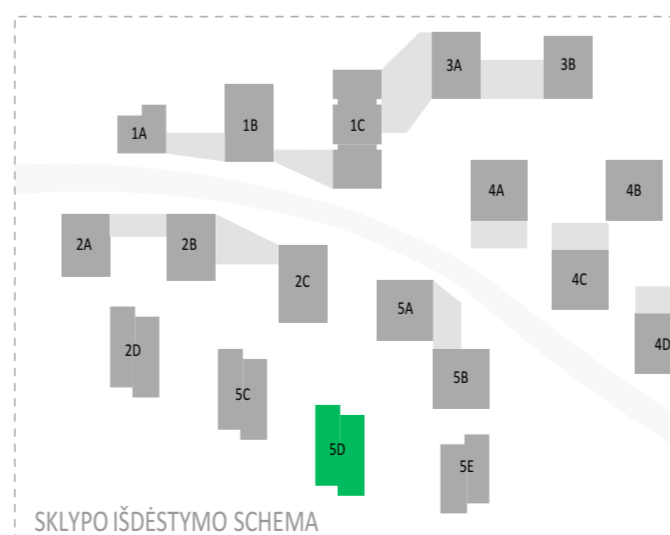 3A
3B
1A
1B
1C
4A
4B
2A
2B
2C
4C
5A
2D
4D
5B
5C
5D
5E
SKLYPO IŠDĖSTYMO SCHEMA